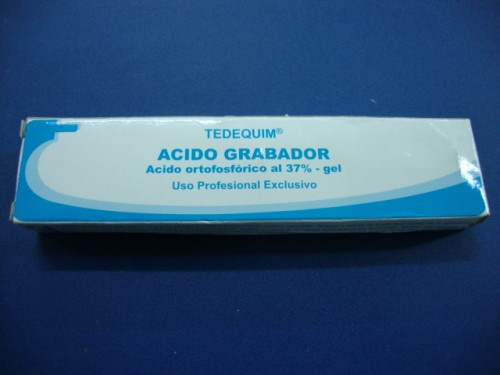 TEDEQUIM®
ACIDO GRABADOR
Acido ortofosfórico al 37% - gel
Uso Profesional Exclusivo